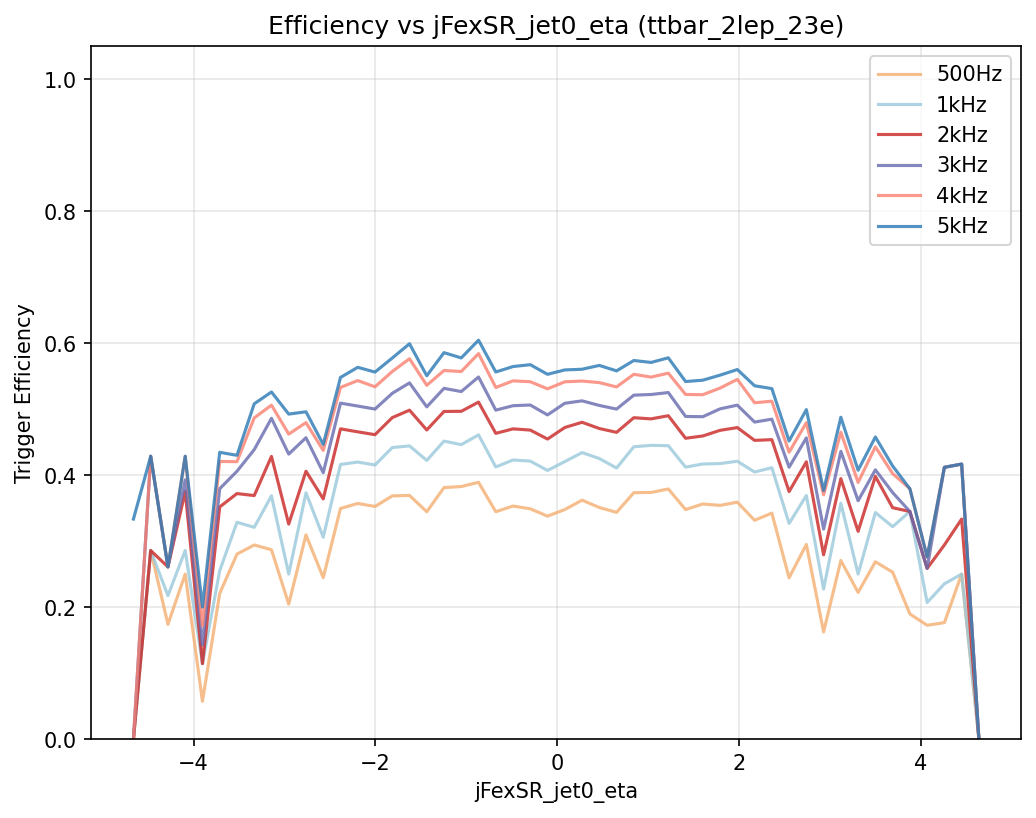 Efficiency vs jFexSR_jet0_eta (ttbar_2lep_23e)
500Hz
1kHz
2kHz
3kHz
4kHz
5kHz
Trigger Efficiency
1.0
0.8
0.6
0.4
0.2
0.0
−4
−2
0
2
4
jFexSR_jet0_eta